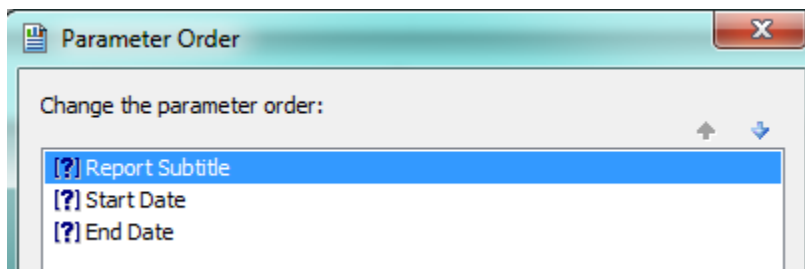 Parameter Order
Change the parameter order:
[?] Report Subtitle
[?] Start Date
[?] End Date